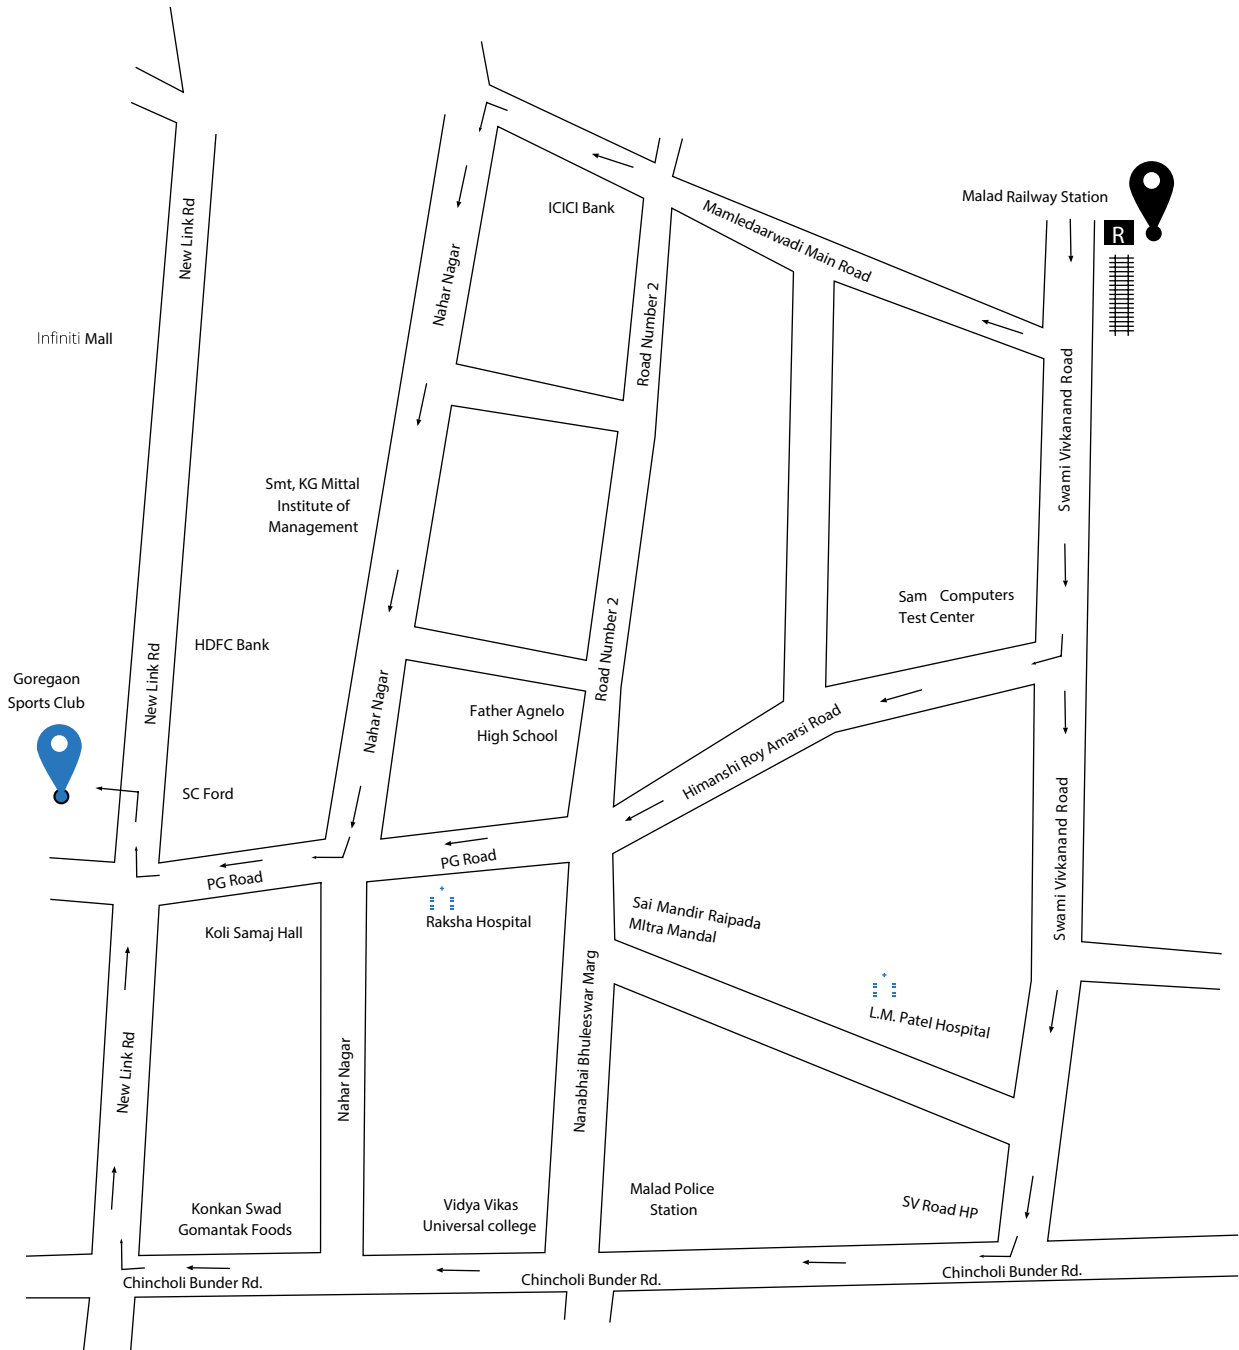 Malad Railway Station
R
New Link Rd
ICICI Bank
Mamledaarwadi Main Road
Nahar Nagar
Road Number 2
Infiniti Mall
Swami Vivkanand Road
Smt, KG Mittal
Institute of
Management
Sam Computers
Test Center
HDFC Bank
New Link Rd
Road Number 2
Goregaon
Sports Club
Nahar Nagar
Father Agnelo
High School
Himanshi Roy Amarsi Road
SC Ford
Swami Vivkanand Road
PG Road
PG Road
Raksha Hospital
Koli Samaj Hall
Sai Mandir Raipada
MItra Mandal
L.M. Patel Hospital
Nanabhai Bhuleeswar Marg
New Link Rd
Nahar Nagar
Malad Police
Station
SV Road HP
Konkan Swad
Gomantak Foods
Vidya Vikas
Universal college
Chincholi Bunder Rd.
Chincholi Bunder Rd.
Chincholi Bunder Rd.